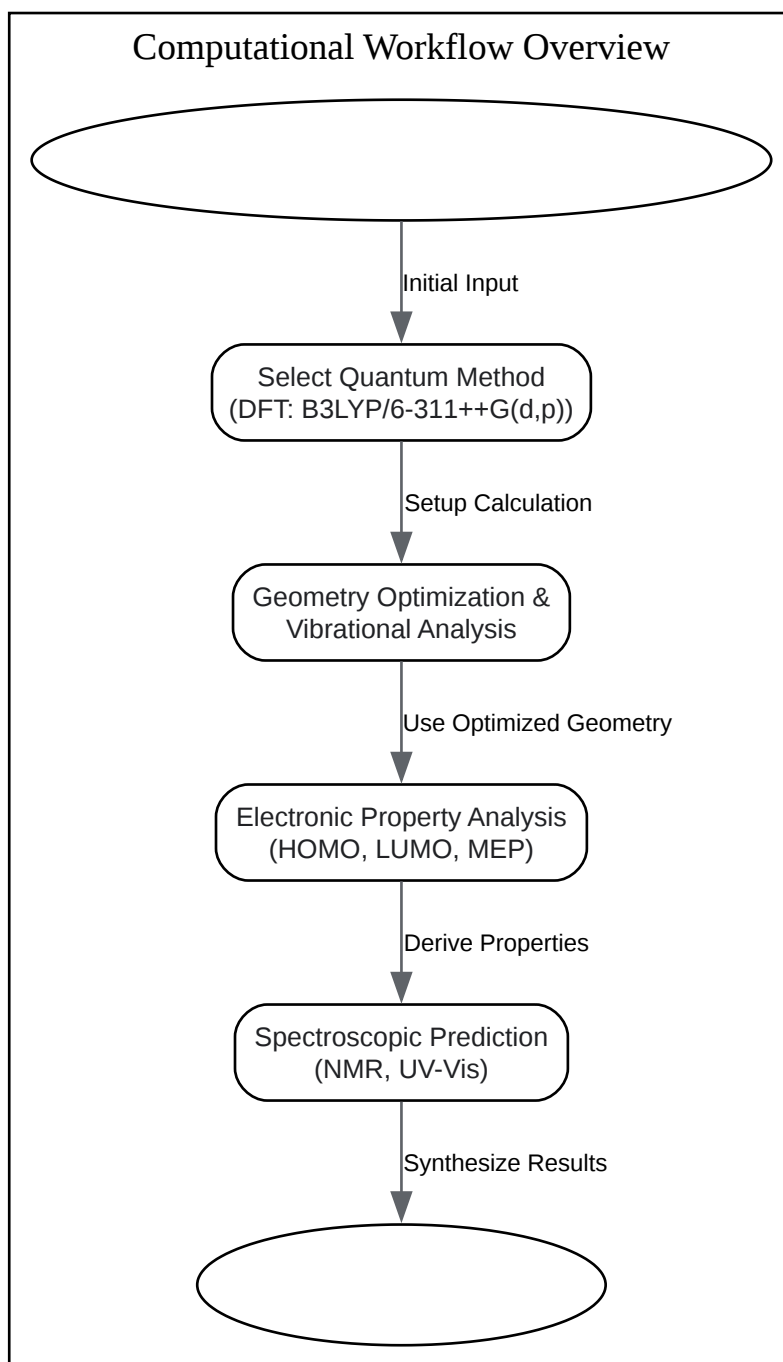 Computational Workflow Overview
Initial Input
Select Quantum Method
(DFT: B3LYP/6-311++G(d,p))
Setup Calculation
Geometry Optimization &
Vibrational Analysis
Use Optimized Geometry
Electronic Property Analysis
(HOMO, LUMO, MEP)
Derive Properties
Spectroscopic Prediction
(NMR, UV-Vis)
Synthesize Results